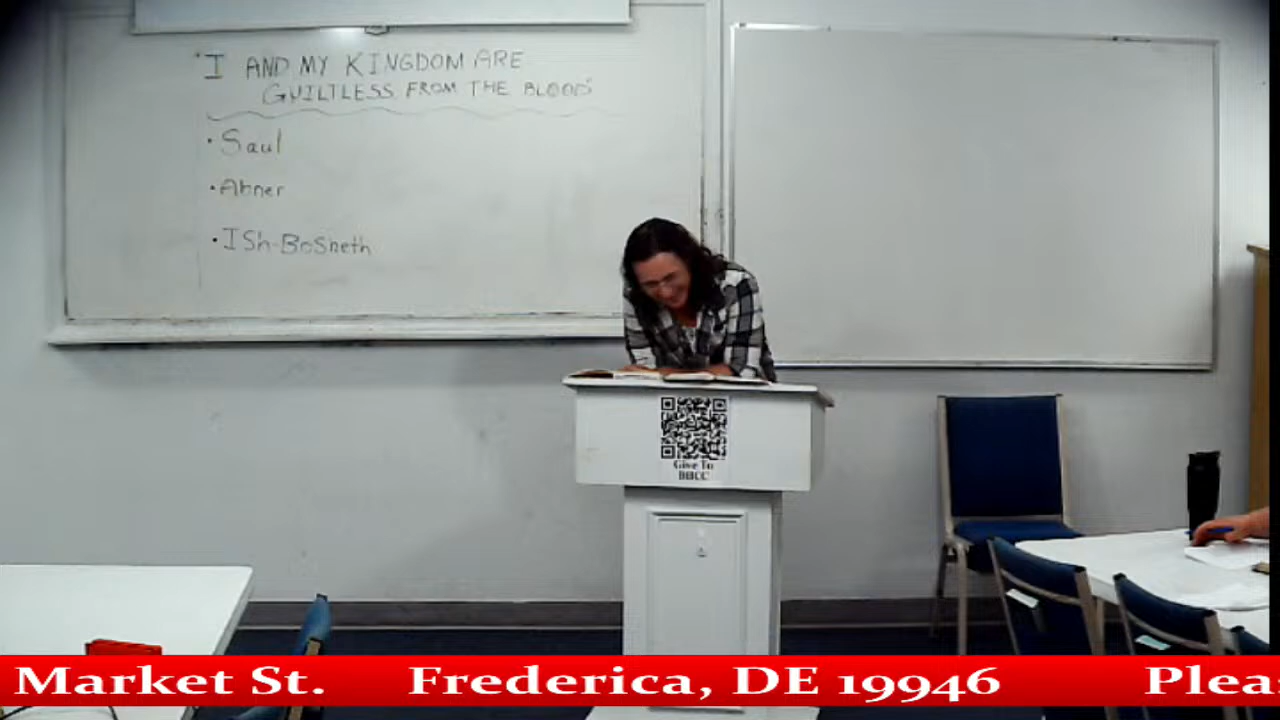 "I AND MY KINGDOM ARE
GUILTLESS FROM THE BLOOD"
• Saul
• Abner
• ISh-BoSheth
Give To
BBCC
Market St. Frederica, DE 19946 Plea